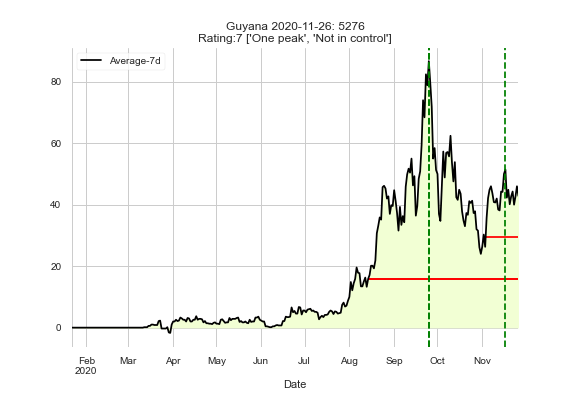 Guyana 2020-11-26: 5276
Rating:7 ['One peak', 'Not in control']
Average-7d
80
60
40
20
0
Feb Mar Apr May Jun Jul Aug Sep Oct Nov
2020
Date